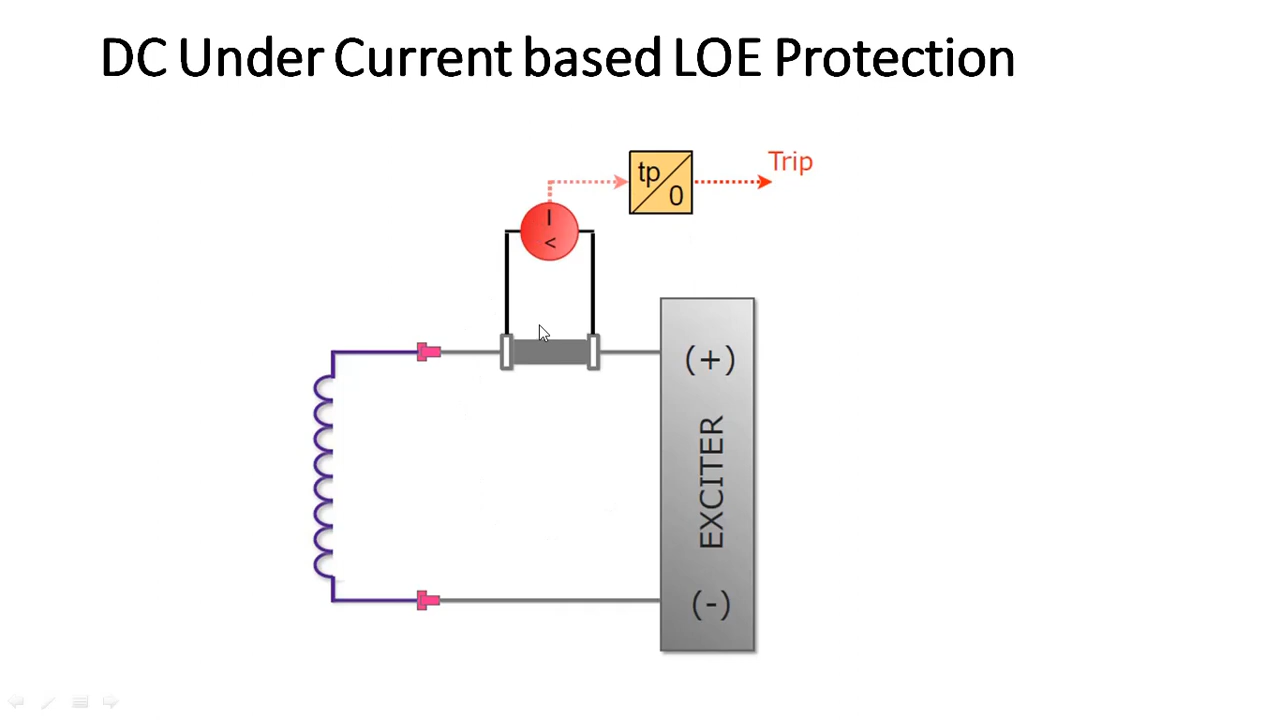 DC Under Current based LOE Protection
Trip
tp
0
I
<
(+)
EXCITER
(-)